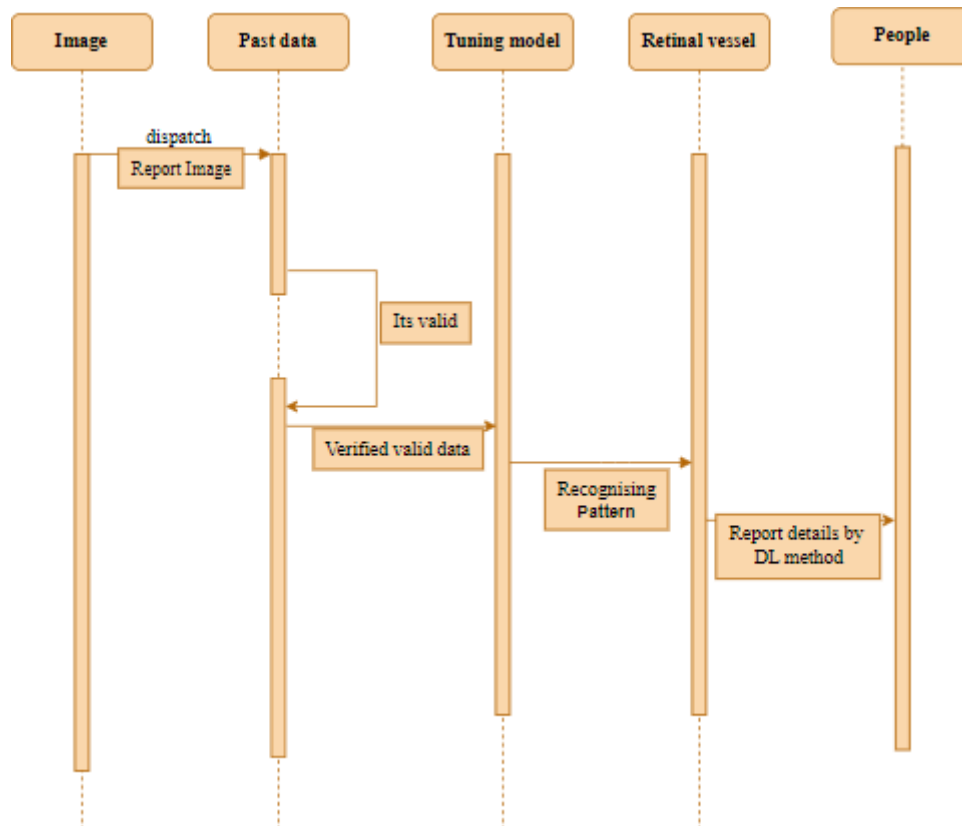 Image
Past data
Tuning model
Retinal vessel
People
dispatch
Report Image
Its valid
Verified valid data
Recognising
Pattern
Report details by
DL method